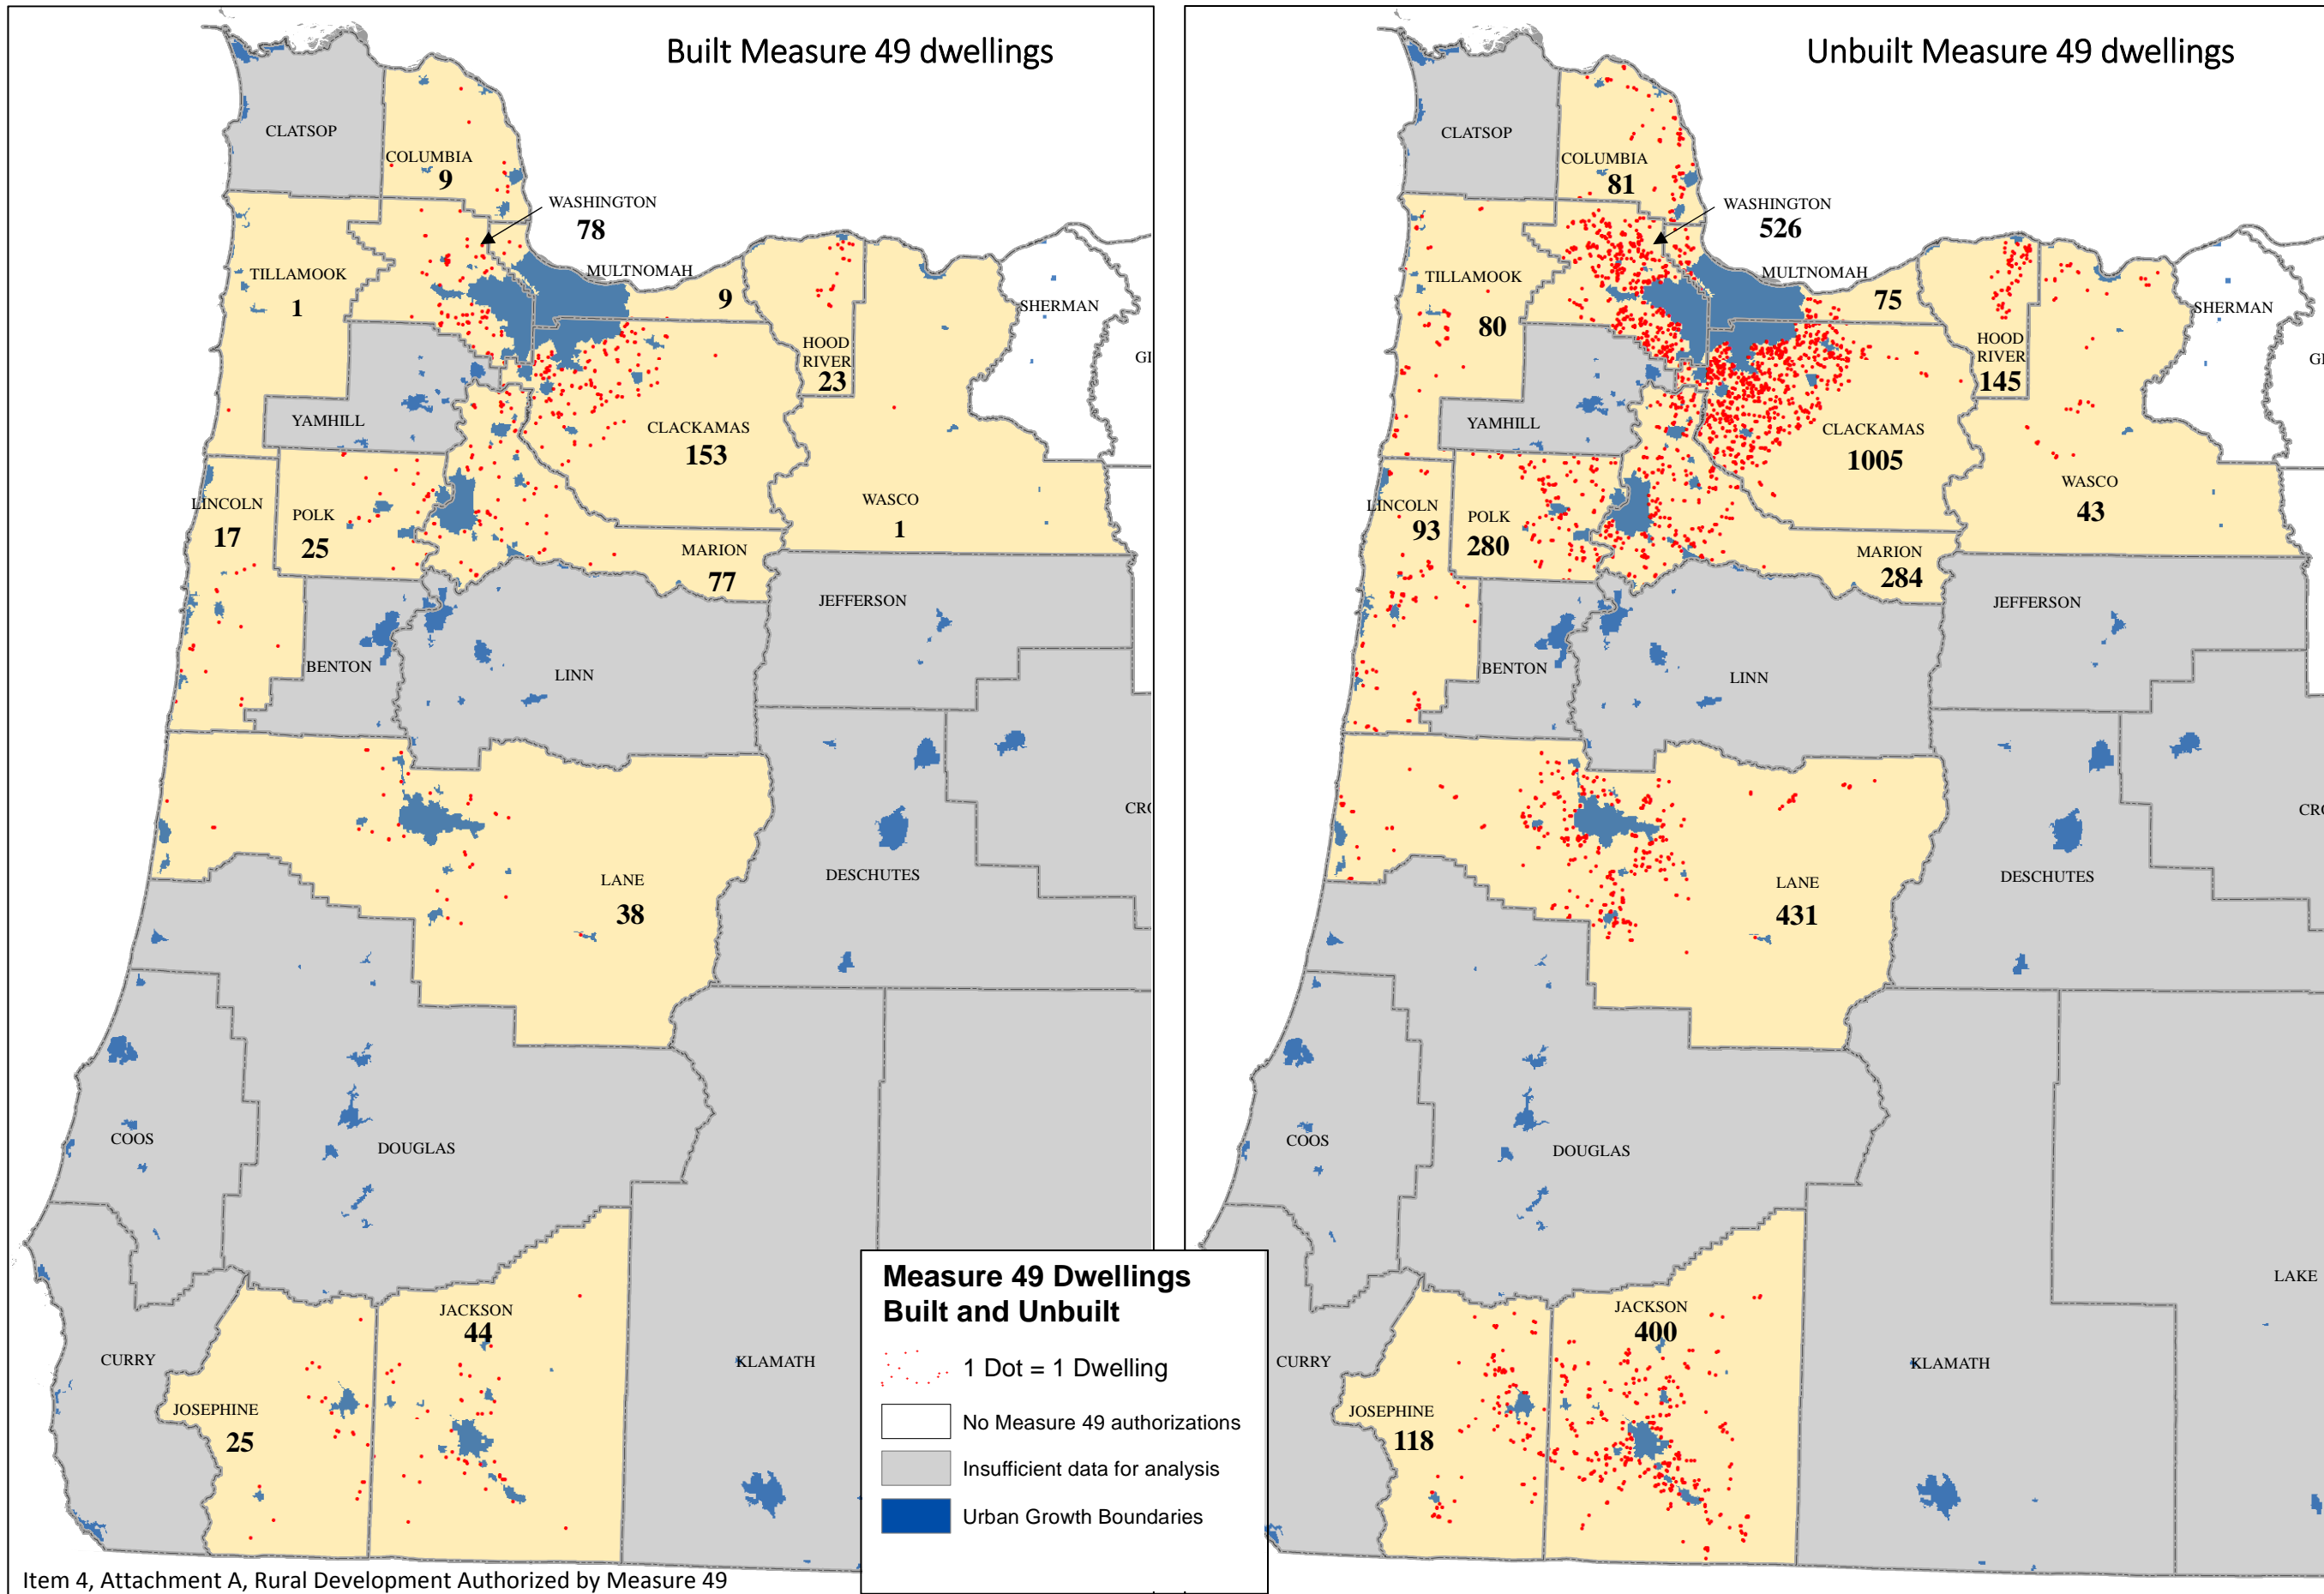 Built Measure 49 dwellings
CLATSOP
COLUMBIA
9
WASHINGTON
78
TILLAMOOK
1
MULTNOMAH
9
SHERMAN
HOOD
RIVER
23
YAMHILL
CLACKAMAS
153
LINCOLN
17
POLK
25
WASCO
1
MARION
77
JEFFERSON
BENTON
LINN
DESCHUTES
LANE
38
COOS
DOUGLAS
CURRY
JACKSON
44
JOSEPHINE
25
KLAMATH
Unbuilt Measure 49 dwellings
CLATSOP
COLUMBIA
81
WASHINGTON
526
TILLAMOOK
80
MULTNOMAH
75
SHERMAN
HOOD
RIVER
145
YAMHILL
CLACKAMAS
1005
LINCOLN
93
POLK
280
WASCO
43
MARION
284
JEFFERSON
BENTON
LINN
DESCHUTES
LANE
431
COOS
DOUGLAS
LAKE
CURRY
JACKSON
400
JOSEPHINE
118
KLAMATH
Measure 49 Dwellings
Built and Unbuilt
1 Dot = 1 Dwelling
No Measure 49 authorizations
Insufficient data for analysis
Urban Growth Boundaries
Item 4, Attachment A, Rural Development Authorized by Measure 49